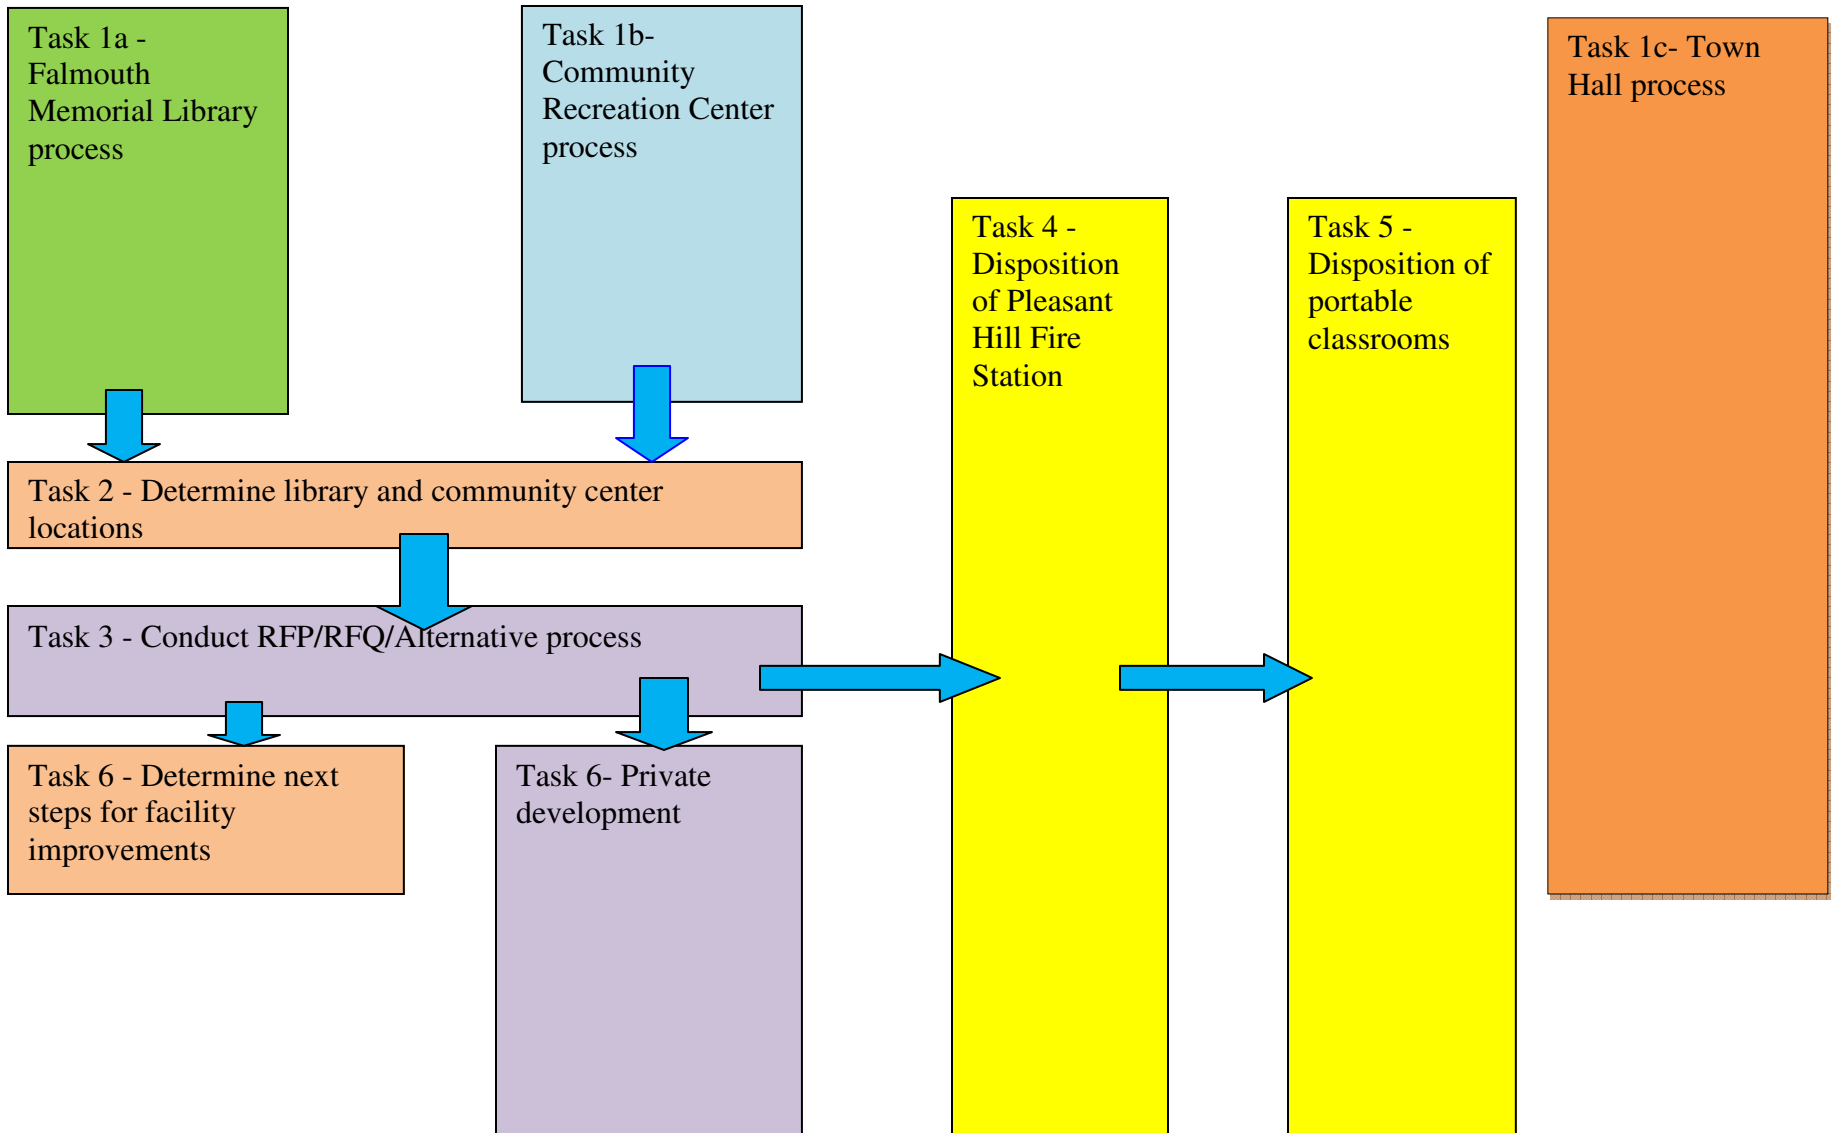 Task 1a -
Falmouth
Memorial Library
process
Task 1b-
Community
Recreation Center
process
Task 1c- Town
Hall process
Task 4 -
Disposition
of Pleasant
Hill Fire
Station
Task 5 -
Disposition of
portable
classrooms
Task 2 - Determine library and community center
locations
Task 3 - Conduct RFP/RFQ/Alternative process
Task 6 - Determine next
steps for facility
improvements
Task 6- Private
development